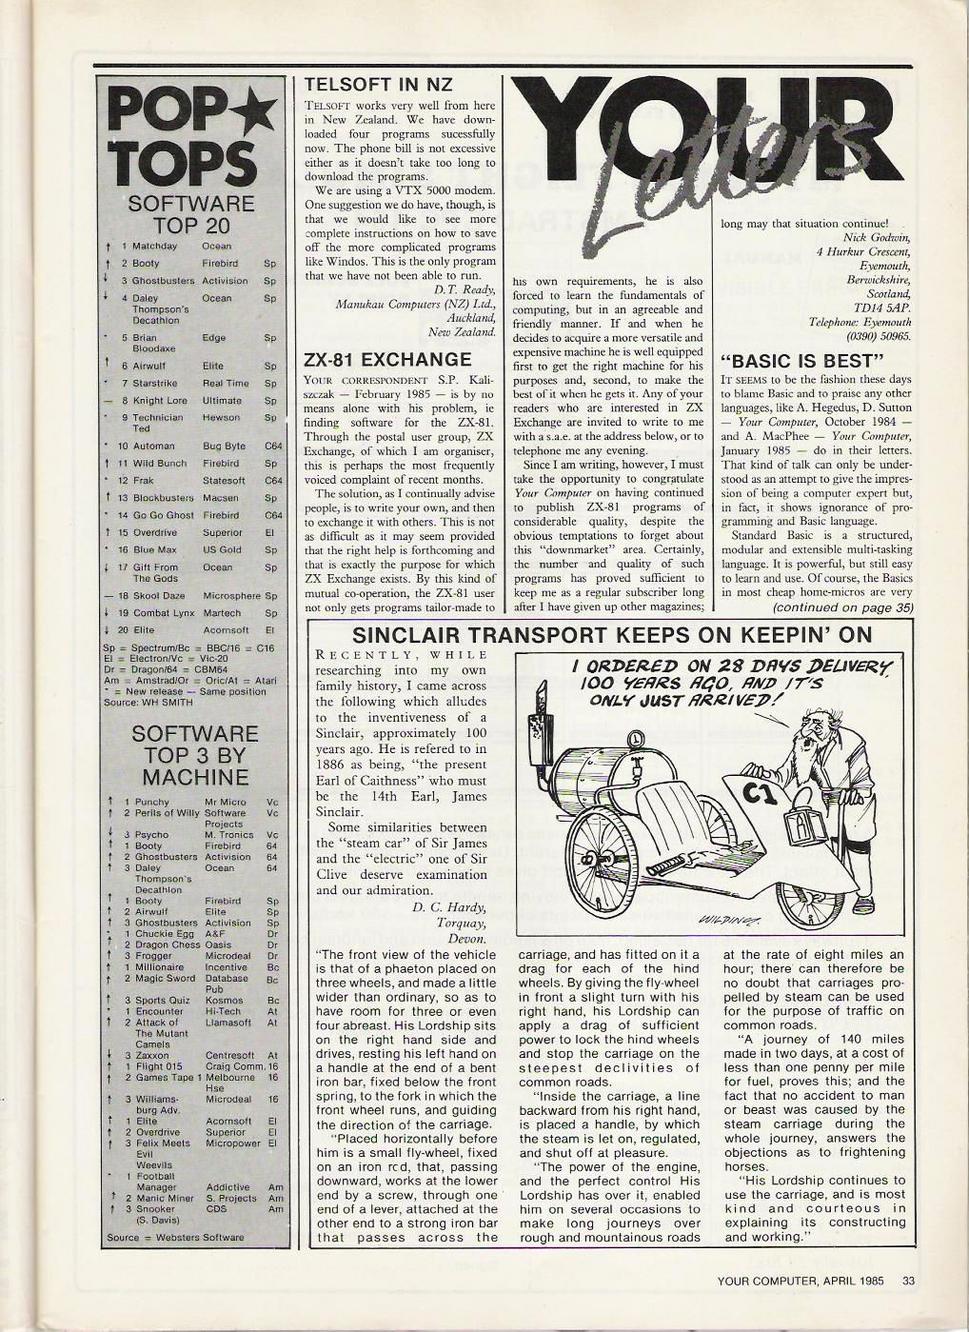 POP★
TOPS
SOFTWARE
TOP 20
↑ 1 Matchday Ocean
↑ 2 Booty Firebird Sp
↓ 3 Ghostbusters Activision Sp
↓ 4 Daley Ocean Sp
Thompson's
Decathlon
* 5 Brian Edge Sp
Bloodaxe
↑ 6 Airwulf Elite Sp
* 7 Starstrike Real Time Sp
— 8 Knight Lore Ultimate Sp
* 9 Technician Hewson Sp
Ted
* 10 Automan Bug Byte C64
↑ 11 Wild Bunch Firebird Sp
* 12 Frak Statesoft C64
↑ 13 Blockbusters Macsen Sp
* 14 Go Go Ghost Firebird C64
↑ 15 Overdrive Superior El
* 16 Blue Max US Gold Sp
↓ 17 Gift From Ocean Sp
The Gods
— 18 Skool Daze Microsphere Sp
↓ 19 Combat Lynx Martech Sp
↓ 20 Elite Acornsoft El
Sp = Spectrum/Bc = BBC/16 = C16
El = Electron/Vc = Vic-20
Dr = Dragon/64 = CBM64
Am = Amstrad/Or = Oric/At = Atari
* = New release — Same position
Source: WH SMITH
SOFTWARE
TOP 3 BY
MACHINE
↑ 1 Punchy Mr Micro Vc
↑ 2 Perils of Willy Software Vc
Projects
↓ 3 Psycho M. Tronics Vc
↑ 1 Booty Firebird 64
↑ 2 Ghostbusters Activision 64
↑ 3 Daley Ocean 64
Thompson's
Decathlon
↑ 1 Booty Firebird Sp
↑ 2 Airwulf Elite Sp
↑ 3 Ghostbusters Activision Sp
* 1 Chuckie Egg A&F Dr
↑ 2 Dragon Chess Oasis Dr
↑ 3 Frogger Microdeal Dr
↑ 1 Millionaire Incentive Bc
↑ 2 Magic Sword Database Bc
Pub
↑ 3 Sports Quiz Kosmos Bc
* 1 Encounter Hi-Tech At
↑ 2 Attack of Llamasoft At
The Mutant
Camels
↓ 3 Zaxxon Centresoft At
↑ 1 Flight 015 Craig Comm. 16
↑ 2 Games Tape 1 Melbourne 16
Hse
↑ 3 Williams- Microdeal 16
burg Adv.
↑ 1 Elite Acornsoft El
↑ 2 Overdrive Superior El
↑ 3 Felix Meets Micropower El
Evil
Weevils
* 1 Football
Manager Addictive Am
↑ 2 Manic Miner S. Projects Am
↑ 3 Snooker CDS Am
(S. Davis)
Source = Websters Software
TELSOFT IN NZ
TELSOFT works very well from here
in New Zealand. We have down-
loaded four programs sucessfully
now. The phone bill is not excessive
either as it doesn't take too long to
download the programs.
We are using a VTX 5000 modem.
One suggestion we do have, though, is
that we would like to see more
complete instructions on how to save
off the more complicated programs
like Windos. This is the only program
that we have not been able to run.
D.T. Ready,
Manukau Computers (NZ) Ltd.,
Auckland,
New Zealand.
ZX-81 EXCHANGE
YOUR CORRESPONDENT S.P. Kali-
szczak — February 1985 — is by no
means alone with his problem, ie
finding software for the ZX-81.
Through the postal user group, ZX
Exchange, of which I am organiser,
this is perhaps the most frequently
voiced complaint of recent months.
The solution, as I continually advise
people, is to write your own, and then
to exchange it with others. This is not
as difficult as it may seem provided
that the right help is forthcoming and
that is exactly the purpose for which
ZX Exchange exists. By this kind of
mutual co-operation, the ZX-81 user
not only gets programs tailor-made to
YOUR
Letters
his own requirements, he is also
forced to learn the fundamentals of
computing, but in an agreeable and
friendly manner. If and when he
decides to acquire a more versatile and
expensive machine he is well equipped
first to get the right machine for his
purposes and, second, to make the
best of it when he gets it. Any of your
readers who are interested in ZX
Exchange are invited to write to me
with a s.a.e. at the address below, or to
telephone me any evening.
Since I am writing, however, I must
take the opportunity to congratulate
Your Computer on having continued
to publish ZX-81 programs of
considerable quality, despite the
obvious temptations to forget about
this “downmarket” area. Certainly,
the number and quality of such
programs has proved sufficient to
keep me as a regular subscriber long
after I have given up other magazines;
long may that situation continue!
Nick Godwin,
4 Hurkur Crescent,
Eyemouth,
Berwickshire,
Scotland,
TD14 5AP.
Telephone: Eyemouth
(0390) 50965.
“BASIC IS BEST”
IT SEEMS to be the fashion these days
to blame Basic and to praise any other
languages, like A. Hegedus, D. Sutton
— Your Computer, October 1984 —
and A. MacPhee — Your Computer,
January 1985 — do in their letters.
That kind of talk can only be under-
stood as an attempt to give the impres-
sion of being a computer expert but,
in fact, it shows ignorance of pro-
gramming and Basic language.
Standard Basic is a structured,
modular and extensible multi-tasking
language. It is powerful, but still easy
to learn and use. Of course, the Basics
in most cheap home-micros are very
(continued on page 35)
SINCLAIR TRANSPORT KEEPS ON KEEPIN' ON
RECENTLY, WHILE
researching into my own
family history, I came across
the following which alludes
to the inventiveness of a
Sinclair, approximately 100
years ago. He is refered to in
1886 as being, “the present
Earl of Caithness” who must
be the 14th Earl, James
Sinclair.
Some similarities between
the “steam car” of Sir James
and the “electric” one of Sir
Clive deserve examination
and our admiration.
D. C. Hardy,
Torquay,
Devon.
I ORDERED ON 28 DAYS DELIVERY,
100 YEARS AGO, AND IT'S
ONLY JUST ARRIVED!
1
C1
WILDING.
“The front view of the vehicle
is that of a phaeton placed on
three wheels, and made a little
wider than ordinary, so as to
have room for three or even
four abreast. His Lordship sits
on the right hand side and
drives, resting his left hand on
a handle at the end of a bent
iron bar, fixed below the front
spring, to the fork in which the
front wheel runs, and guiding
the direction of the carriage.
“Placed horizontally before
him is a small fly-wheel, fixed
on an iron rod, that, passing
downward, works at the lower
end by a screw, through one
end of a lever, attached at the
other end to a strong iron bar
that passes across the
carriage, and has fitted on it a
drag for each of the hind
wheels. By giving the fly-wheel
in front a slight turn with his
right hand, his Lordship can
apply a drag of sufficient
power to lock the hind wheels
and stop the carriage on the
steepest declivities of
common roads.
“Inside the carriage, a line
backward from his right hand,
is placed a handle, by which
the steam is let on, regulated,
and shut off at pleasure.
“The power of the engine,
and the perfect control His
Lordship has over it, enabled
him on several occasions to
make long journeys over
rough and mountainous roads
at the rate of eight miles an
hour; there can therefore be
no doubt that carriages pro-
pelled by steam can be used
for the purpose of traffic on
common roads.
“A journey of 140 miles
made in two days, at a cost of
less than one penny per mile
for fuel, proves this; and the
fact that no accident to man
or beast was caused by the
steam carriage during the
whole journey, answers the
objections as to frightening
horses.
“His Lordship continues to
use the carriage, and is most
kind and courteous in
explaining its constructing
and working.”
YOUR COMPUTER, APRIL 1985 33